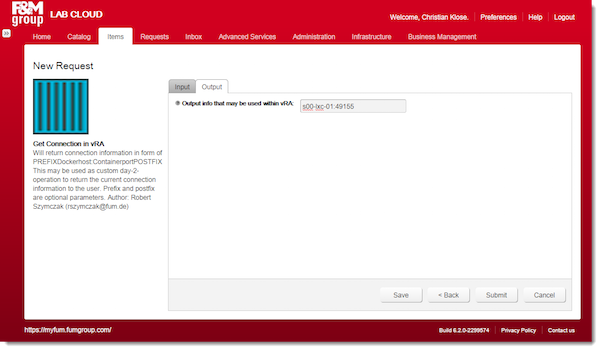 F&M
group
LAB CLOUD
Welcome, Christian Klose. Preferences Help Logout
Home Catalog Items Requests Inbox Advanced Services Administration Infrastructure Business Management
New Request
Input Output
Output info that may be used within vRA: s00-lxc-01:49155
Get Connection in vRA
Will return connection information in form of
PREFIXDockerhost:ContainerportPOSTFIX
This may be used as custom day-2-
operation to return the current connection
information to the user. Prefix and postfix
are optional parameters. Author: Robert
Szymczak (rszymczak@fum.de)
Save < Back Submit Cancel
https://myfum.fumgroup.com/ Build 6.2.0-2299574 Privacy Policy Contact us